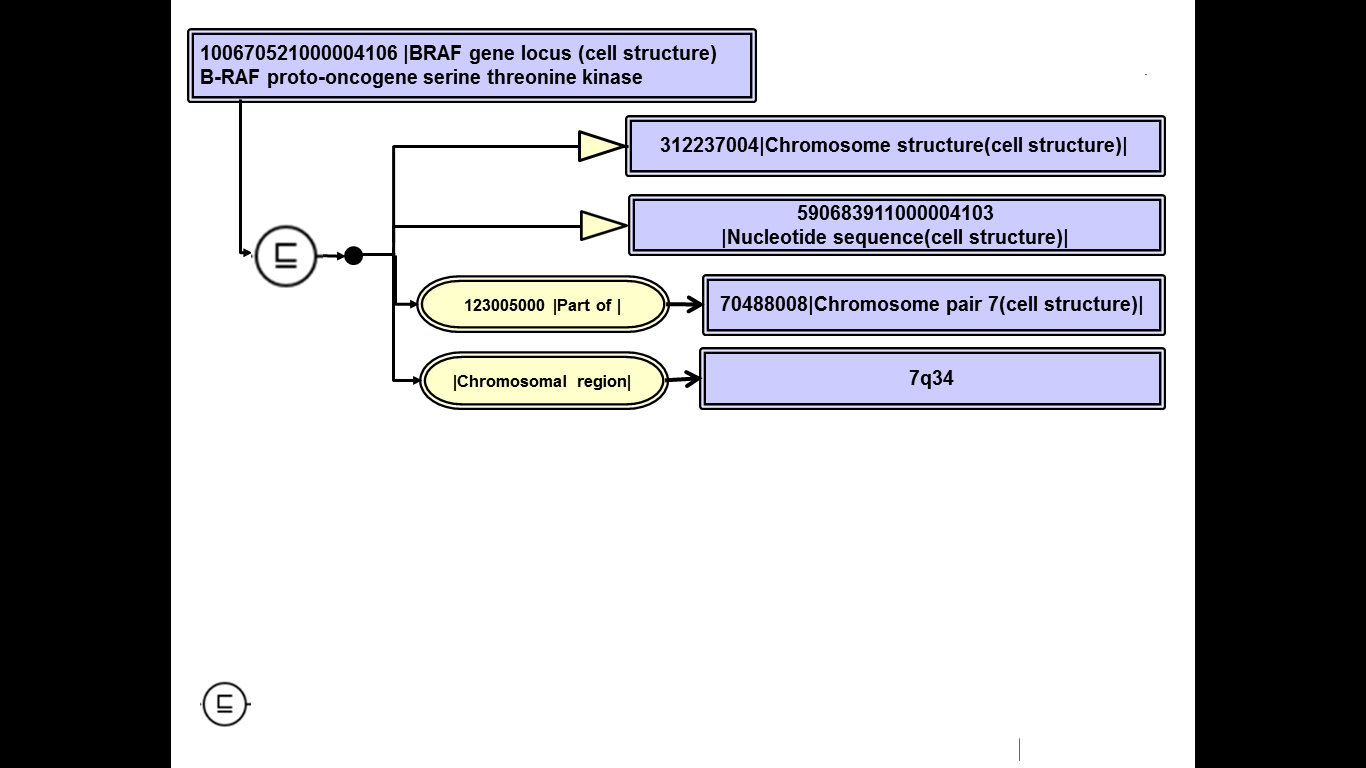 100670521000004106 |BRAF gene locus (cell structure)
B-RAF proto-oncogene serine threonine kinase
312237004|Chromosome structure(cell structure)|
590683911000004103
|Nucleotide sequence(cell structure)|
⊑
123005000 |Part of |
70488008|Chromosome pair 7(cell structure)|
|Chromosomal region|
7q34
⊑